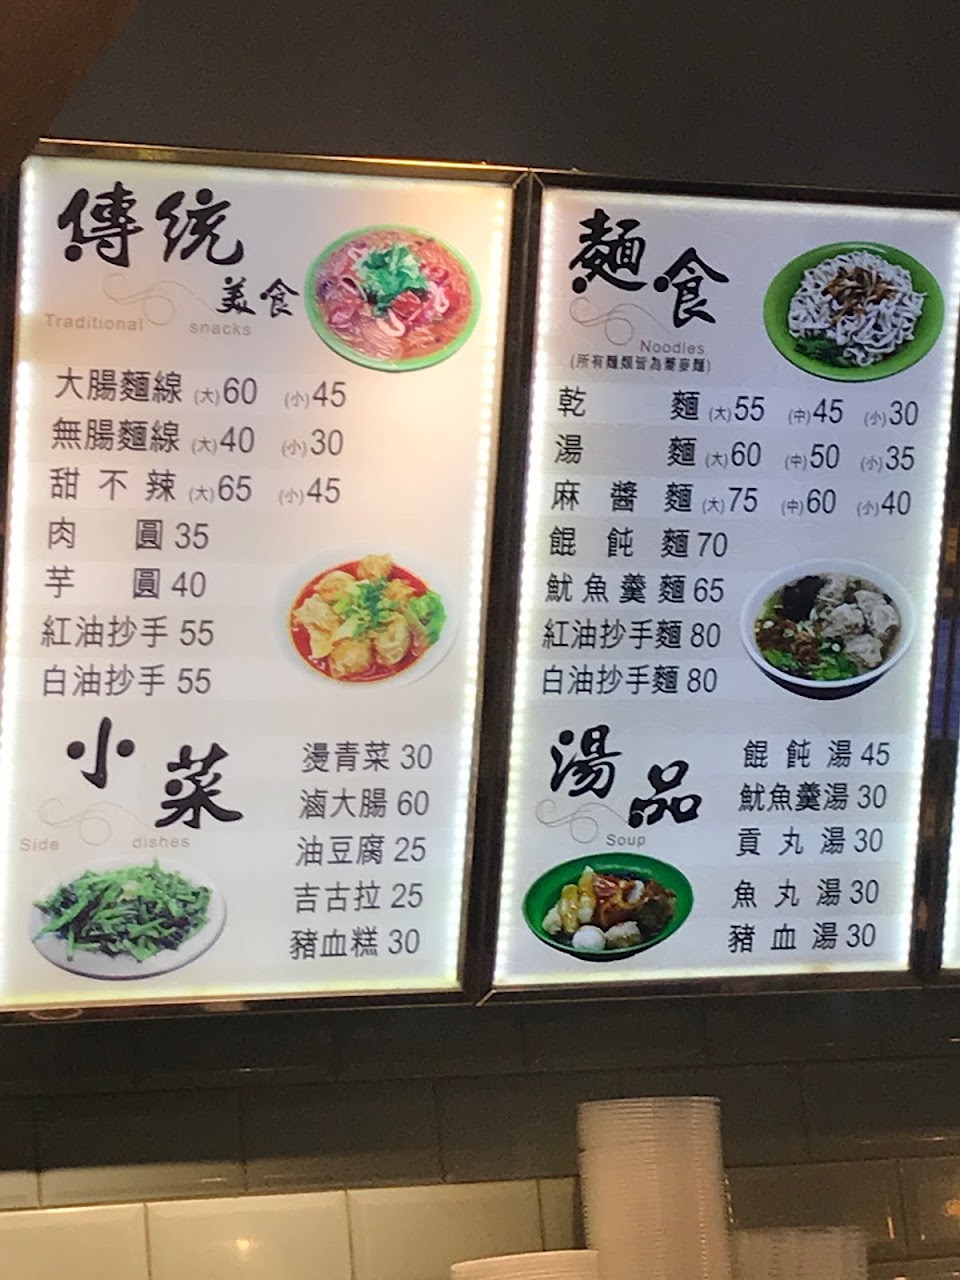 傳統
美食
Traditional snacks
大腸麵線 (大)60 (小)45
無腸麵線 (大)40 (小)30
甜不辣 (大)65 (小)45
肉圓 35
芋圓 40
紅油抄手 55
白油抄手 55
小菜
Side dishes
燙青菜 30
滷大腸 60
油豆腐 25
吉古拉 25
豬血糕 30
麵食
Noodles
(所有麵類皆為蕎麥麵)
乾麵 (大)55 (中)45 (小)30
湯麵 (大)60 (中)50 (小)35
麻醬麵 (大)75 (中)60 (小)40
餛飩麵 70
魷魚羹麵 65
紅油抄手麵 80
白油抄手麵 80
湯品
Soup
餛飩湯 45
魷魚羹湯 30
貢丸湯 30
魚丸湯 30
豬血湯 30